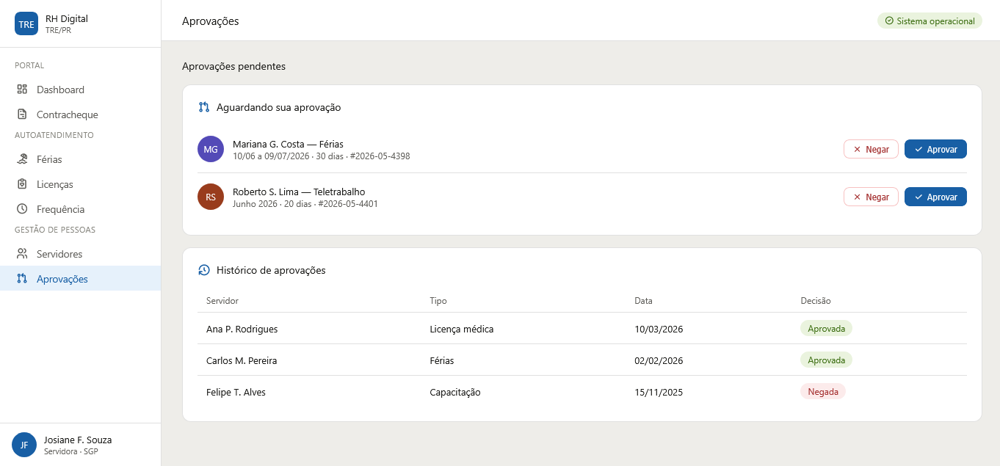 TRE
RH Digital
TRE/PR
PORTAL
Dashboard
Contracheque
AUTOATENDIMENTO
Férias
Licenças
Frequência
GESTÃO DE PESSOAS
Servidores
Aprovações
JF
Josiane F. Souza
Servidora · SGP
Aprovações
Sistema operacional
Aprovações pendentes
Aguardando sua aprovação
MG
Mariana G. Costa — Férias
10/06 a 09/07/2026 · 30 dias · #2026-05-4398
Negar
Aprovar
RS
Roberto S. Lima — Teletrabalho
Junho 2026 · 20 dias · #2026-05-4401
Negar
Aprovar
Histórico de aprovações
Servidor Tipo Data Decisão
Ana P. Rodrigues Licença médica 10/03/2026 Aprovada
Carlos M. Pereira Férias 02/02/2026 Aprovada
Felipe T. Alves Capacitação 15/11/2025 Negada